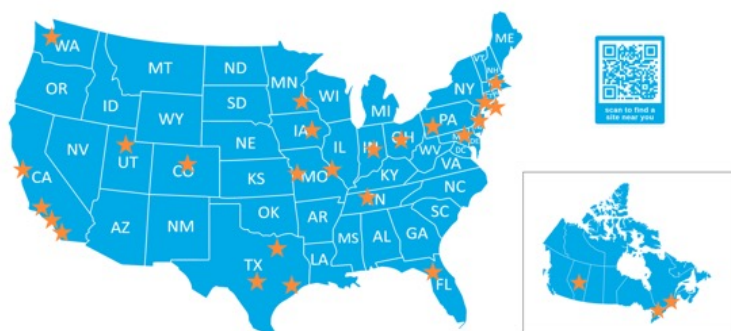 WA
OR
CA
NV
ID
MT
WY
UT
AZ
CO
NM
ND
SD
NE
KS
OK
TX
MN
IA
MO
AR
LA
WI
IL
MI
IN
OH
KY
TN
MS
AL
GA
FL
SC
NC
VA
WV
DC
PA
NY
VT
NH
ME
scan to find a
site near you